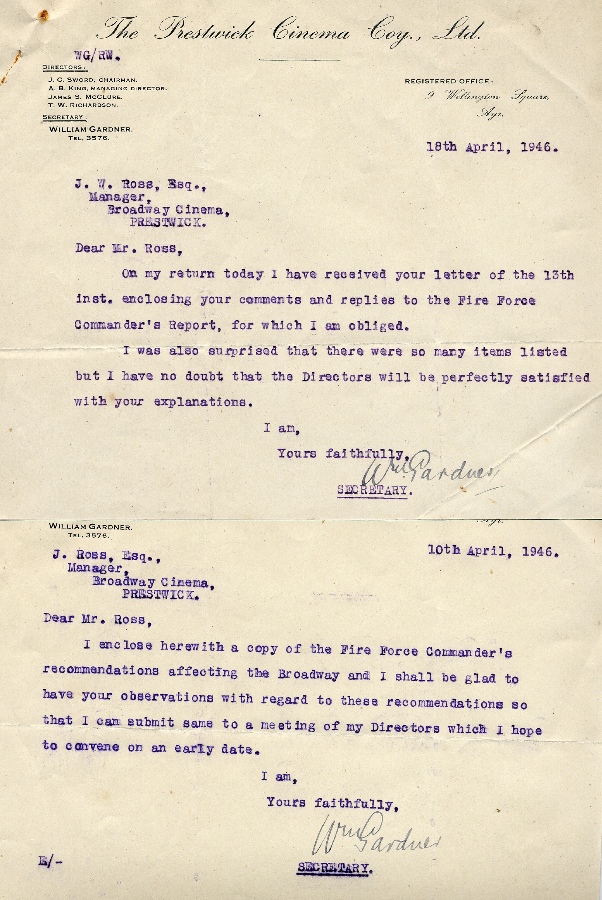 The Prestwick Cinema Coy., Ltd.
WG/RW.
DIRECTORS:
J. C. SWORD, CHAIRMAN.
A. B. KING, MANAGING DIRECTOR.
JAMES S. MCCLURE.
T. W. RICHARDSON.
SECRETARY
WILLIAM GARDNER.
TEL. 3576.
REGISTERED OFFICE:-
9 Wellington Square,
Ayr.
18th April, 1946.
J. W. Ross, Esq.,
Manager,
Broadway Cinema,
PRESTWICK.
Dear Mr. Ross,
On my return today I have received your letter of the 13th
inst. enclosing your comments and replies to the Fire Force
Commander's Report, for which I am obliged.
I was also surprised that there were so many items listed
but I have no doubt that the Directors will be perfectly satisfied
with your explanations.
I am,
Yours faithfully,
Wm Gardner
SECRETARY.
WILLIAM GARDNER.
TEL. 3576.
Ayr.
10th April, 1946.
J. Ross, Esq.,
Manager,
Broadway Cinema,
PRESTWICK.
Dear Mr. Ross,
I enclose herewith a copy of the Fire Force Commander's
recommendations affecting the Broadway and I shall be glad to
have your observations with regard to these recommendations so
that I can submit same to a meeting of my Directors which I hope
to convene on an early date.
I am,
Yours faithfully,
Wm Gardner
E/-
SECRETARY.